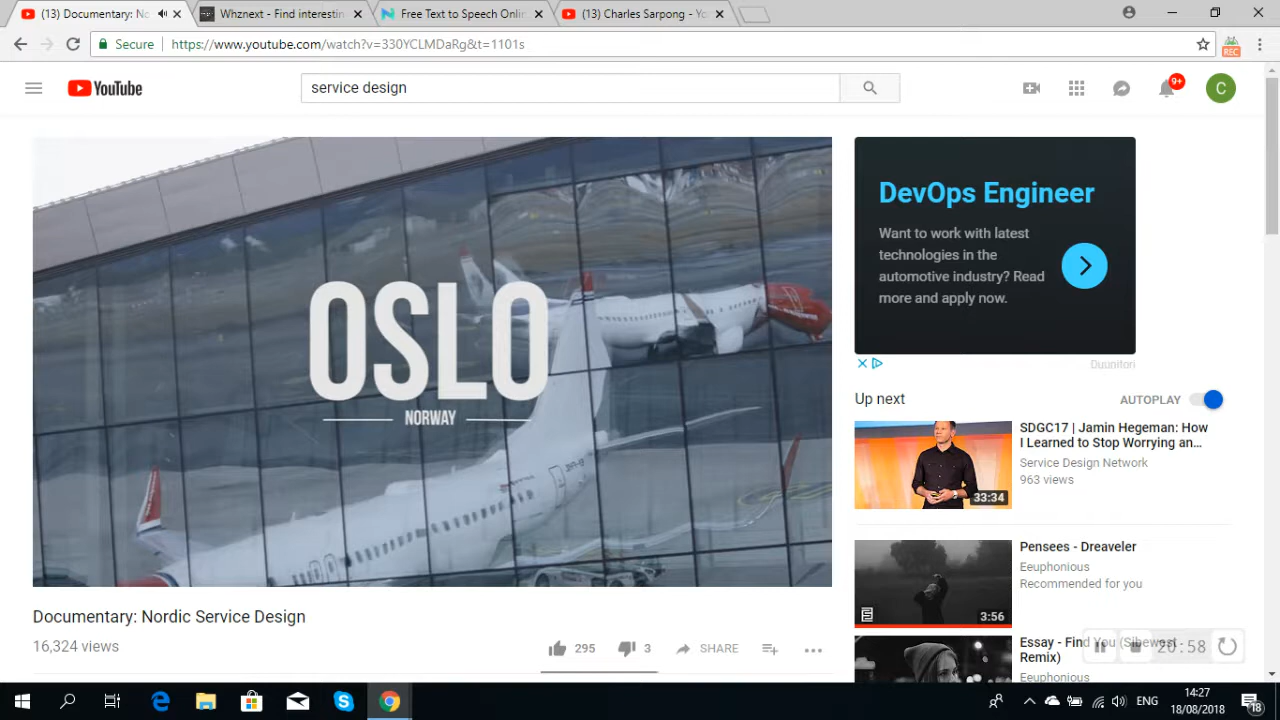 (13) Documentary: No
Whznext - Find interestin
Free Text to Speech Onli
(13) Charles Sarpong - Yo
Secure
https://www.youtube.com/watch?v=330YCLMDaRg&t=1101s
REC
YouTube
service design
9+
C
OSLO
NORWAY
DevOps Engineer
Want to work with latest
technologies in the
automotive industry? Read
more and apply now.
Duunitori
Up next
AUTOPLAY
SDGC17 | Jamin Hegeman: How
I Learned to Stop Worrying an...
Service Design Network
963 views
33:34
Pensees - Dreaveler
Eeuphonious
Recommended for you
3:56
Essay - Find You (Sibewest -
Remix)
Eeuphonious
20:58
Documentary: Nordic Service Design
16,324 views
295
3
SHARE
ENG
14:27
18/08/2018
18